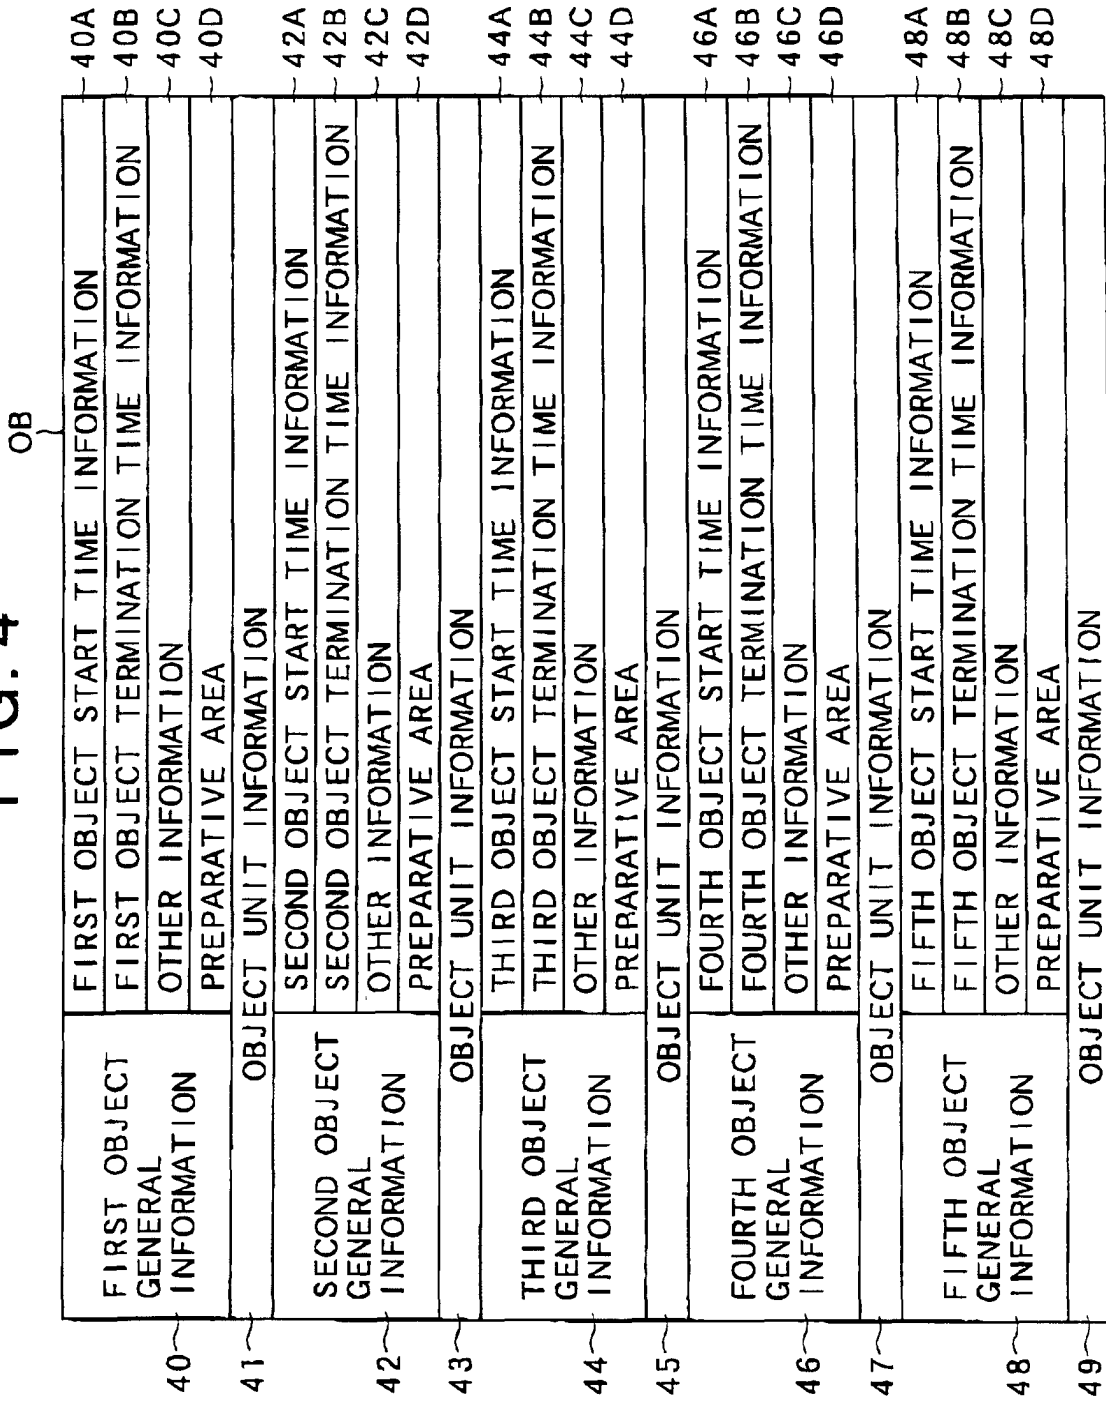 FIG. 4
OB
FIRST OBJECT
GENERAL
INFORMATION
40
FIRST OBJECT START TIME INFORMATION
40A
FIRST OBJECT TERMINATION TIME INFORMATION
40B
OTHER INFORMATION
40C
PREPARATIVE AREA
40D
41
OBJECT UNIT INFORMATION
SECOND OBJECT
GENERAL
INFORMATION
42
SECOND OBJECT START TIME INFORMATION
42A
SECOND OBJECT TERMINATION TIME INFORMATION
42B
OTHER INFORMATION
42C
PREPARATIVE AREA
42D
43
OBJECT UNIT INFORMATION
THIRD OBJECT
GENERAL
INFORMATION
44
THIRD OBJECT START TIME INFORMATION
44A
THIRD OBJECT TERMINATION TIME INFORMATION
44B
OTHER INFORMATION
44C
PREPARATIVE AREA
44D
45
OBJECT UNIT INFORMATION
FOURTH OBJECT
GENERAL
INFORMATION
46
FOURTH OBJECT START TIME INFORMATION
46A
FOURTH OBJECT TERMINATION TIME INFORMATION
46B
OTHER INFORMATION
46C
PREPARATIVE AREA
46D
47
OBJECT UNIT INFORMATION
FIFTH OBJECT
GENERAL
INFORMATION
48
FIFTH OBJECT START TIME INFORMATION
48A
FIFTH OBJECT TERMINATION TIME INFORMATION
48B
OTHER INFORMATION
48C
PREPARATIVE AREA
48D
49
OBJECT UNIT INFORMATION